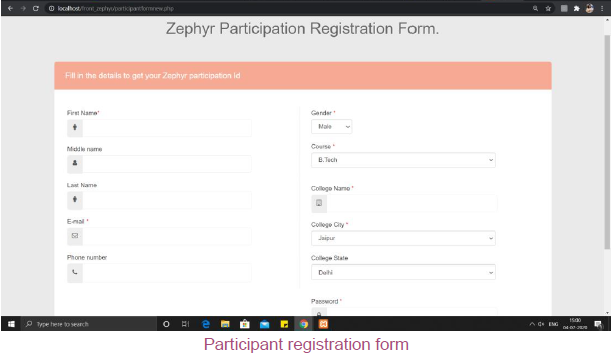 localhost/front_zephyr/participantformnew.php
Zephyr Participation Registration Form.
Fill in the details to get your Zephyr participation id
First Name*
Middle name
Last Name
E-mail *
Phone number
Gender *
Male
Course *
B.Tech
College Name *
College City *
Jaipur
College State
Delhi
Password *
Type here to search
ENG
15:00
04-07-2020
Participant registration form